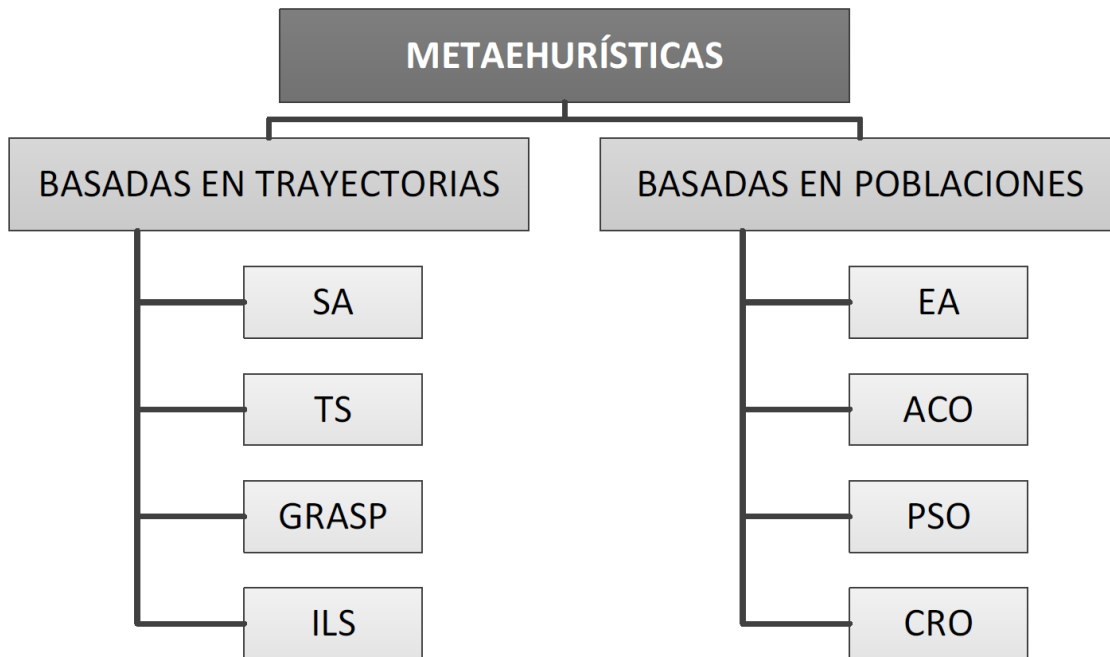 METAEHURÍSTICAS
BASADAS EN TRAYECTORIAS
SA
TS
GRASP
ILS
BASADAS EN POBLACIONES
EA
ACO
PSO
CRO